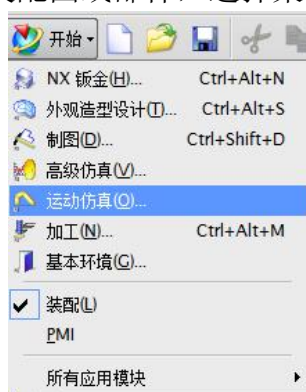 开始
NX 钣金(H)... Ctrl+Alt+N
外观造型设计(T)... Ctrl+Alt+S
制图(D)... Ctrl+Shift+D
高级仿真(V)...
运动仿真(O)...
加工(N)... Ctrl+Alt+M
基本环境(G)...
装配(L)
PMI
所有应用模块